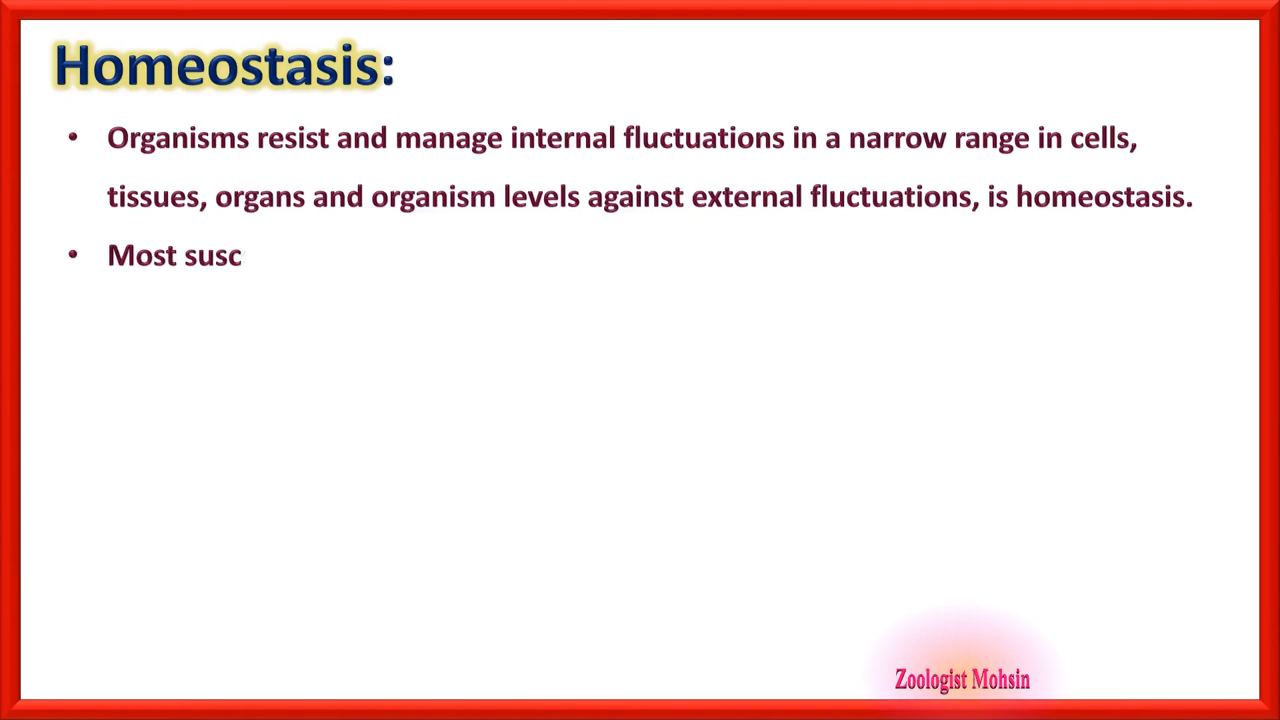 Homeostasis:
• Organisms resist and manage internal fluctuations in a narrow range in cells,
tissues, organs and organism levels against external fluctuations, is homeostasis.
• Most susc
Zoologist Mohsin